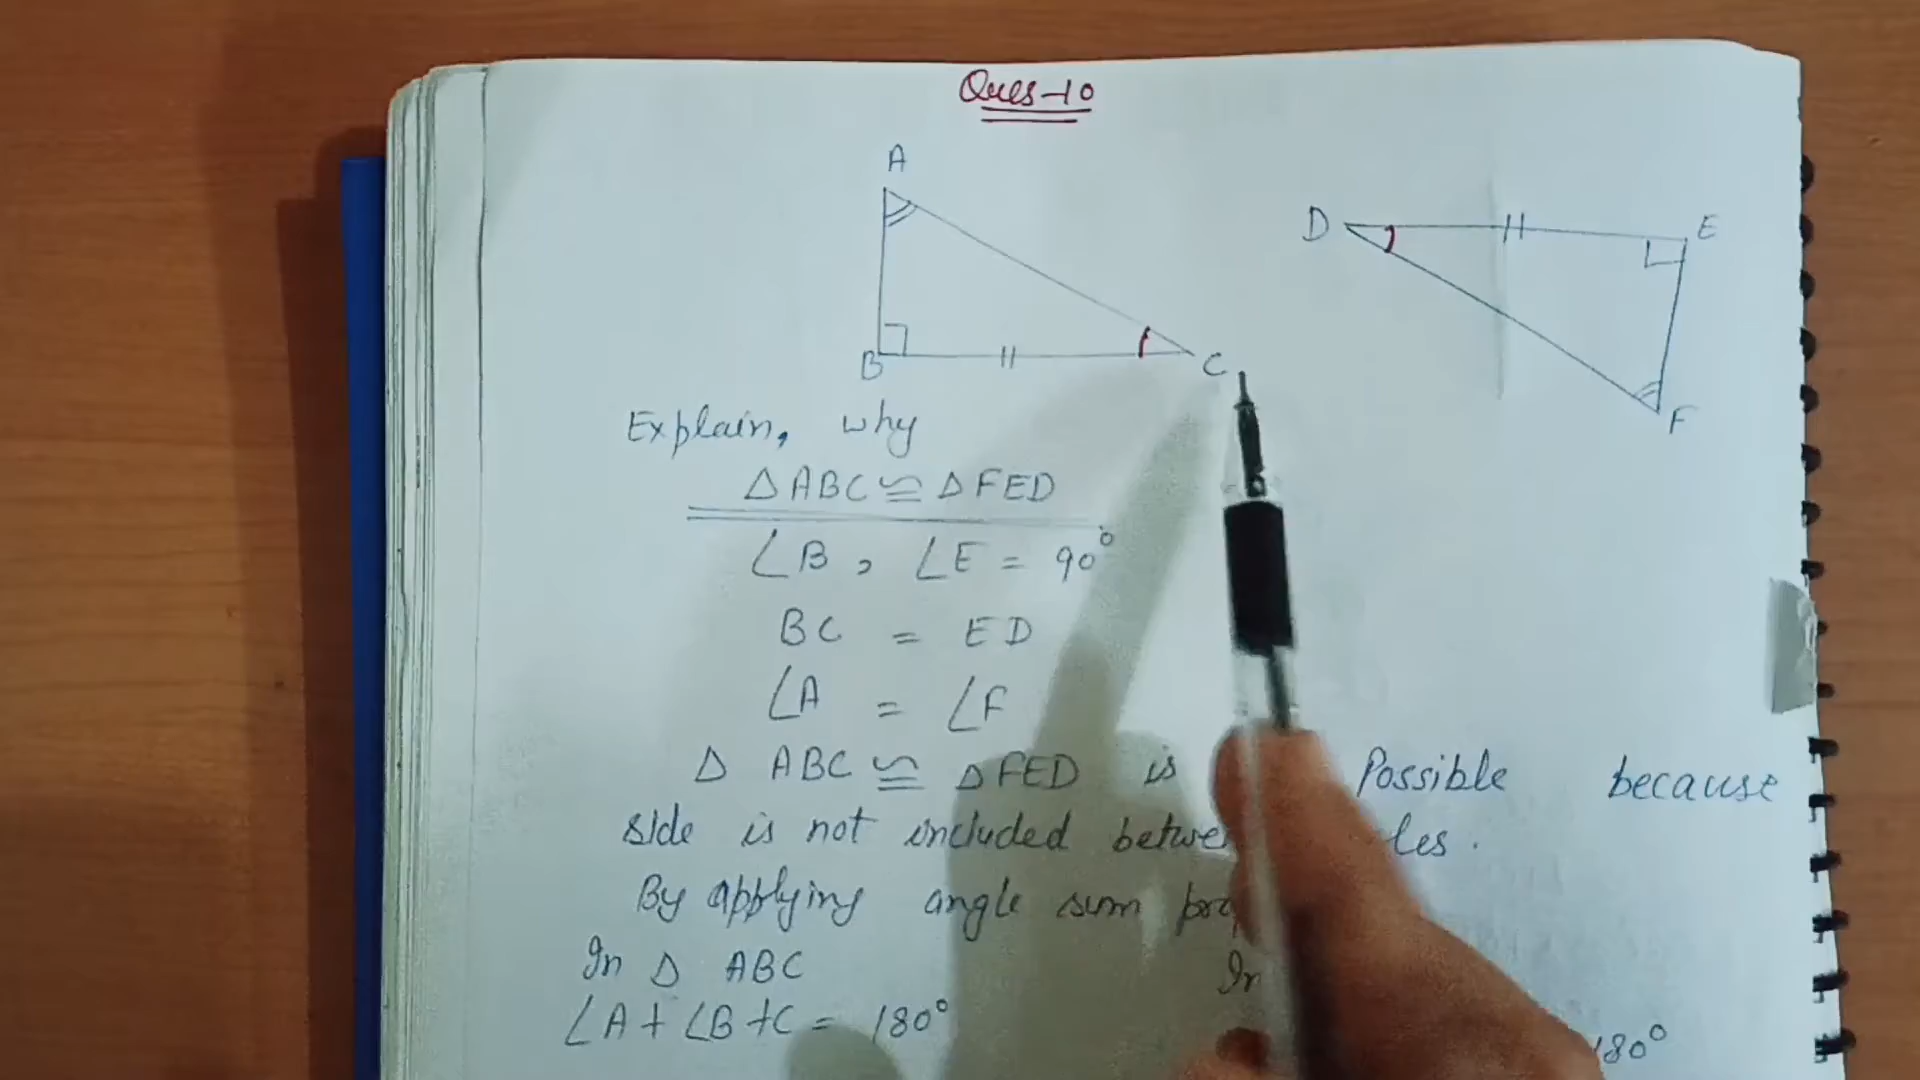 Ques-10
A
D
E
B
C
F
Explain, why
△ABC ≅ △FED
∠B, ∠E = 90°
BC = ED
∠A = ∠F
△ ABC ≅ △FED is Possible because
side is not included
By applying angle sum
In △ ABC
In
∠A + ∠B + C = 180°
180°